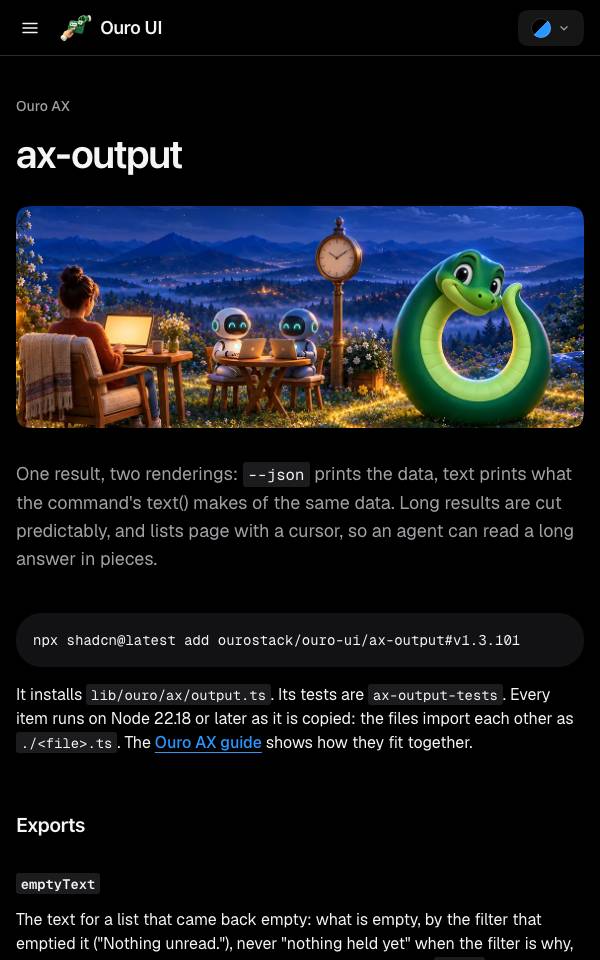 Ouro UI
Ouro AX
ax-output
One result, two renderings: --json prints the data, text prints what
the command's text() makes of the same data. Long results are cut
predictably, and lists page with a cursor, so an agent can read a long
answer in pieces.
npx shadcn@latest add ourostack/ouro-ui/ax-output#v1.3.101
It installs lib/ouro/ax/output.ts. Its tests are ax-output-tests. Every
item runs on Node 22.18 or later as it is copied: the files import each other as
./<file>.ts. The Ouro AX guide shows how they fit together.
Exports
emptyText
The text for a list that came back empty: what is empty, by the filter that
emptied it ("Nothing unread."), never "nothing held yet" when the filter is why,